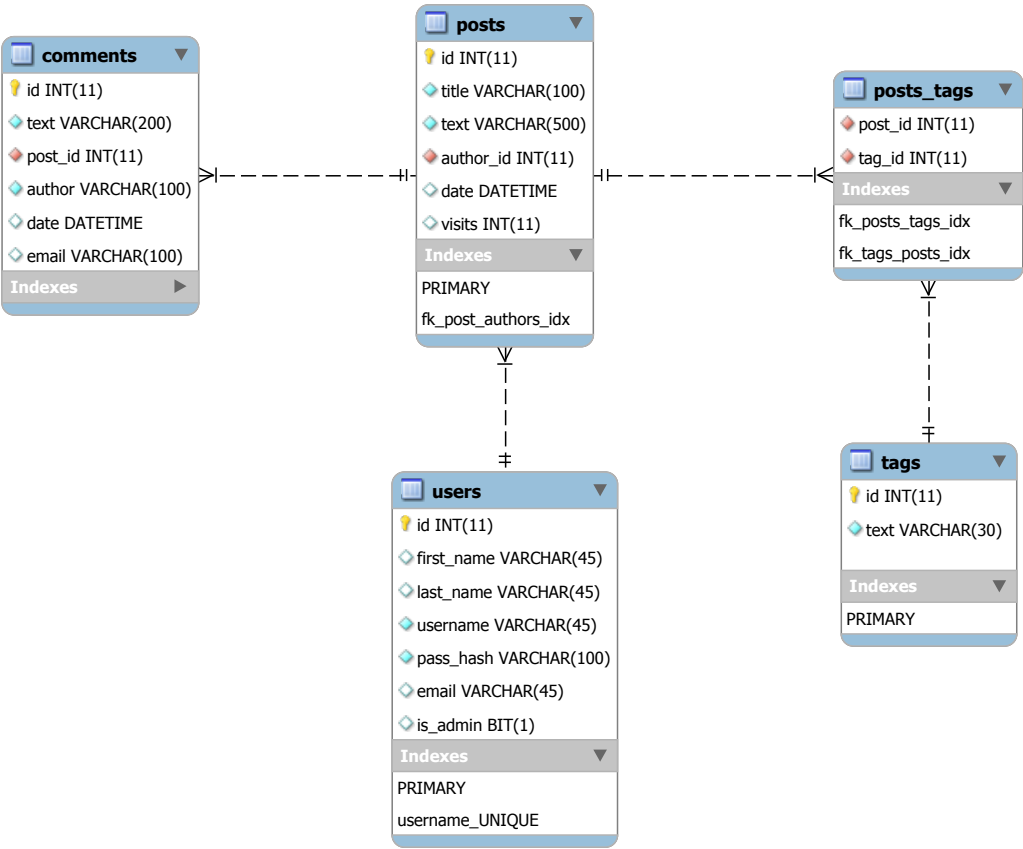 comments
id INT(11)
text VARCHAR(200)
post_id INT(11)
author VARCHAR(100)
date DATETIME
email VARCHAR(100)
Indexes
posts
id INT(11)
title VARCHAR(100)
text VARCHAR(500)
author_id INT(11)
date DATETIME
visits INT(11)
Indexes
PRIMARY
fk_post_authors_idx
posts_tags
post_id INT(11)
tag_id INT(11)
Indexes
fk_posts_tags_idx
fk_tags_posts_idx
users
id INT(11)
first_name VARCHAR(45)
last_name VARCHAR(45)
username VARCHAR(45)
pass_hash VARCHAR(100)
email VARCHAR(45)
is_admin BIT(1)
Indexes
PRIMARY
username_UNIQUE
tags
id INT(11)
text VARCHAR(30)
Indexes
PRIMARY